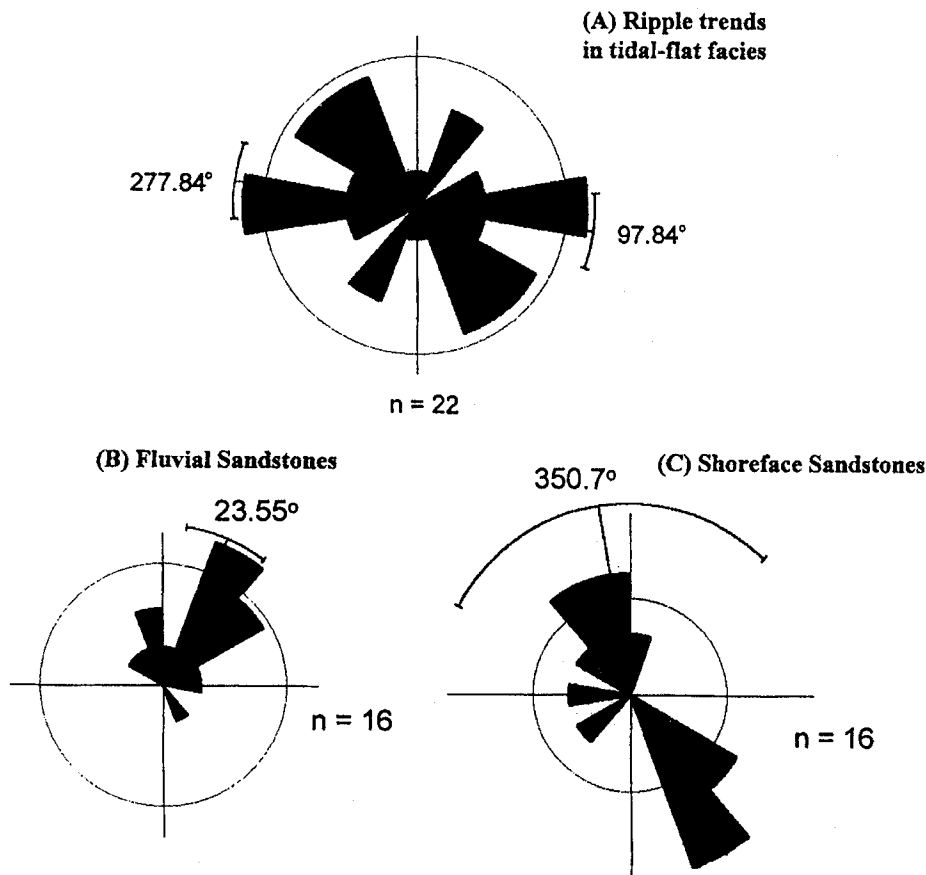 (A) Ripple trends
in tidal-flat facies
277.84°
97.84°
n = 22
(B) Fluvial Sandstones
23.55°
n = 16
(C) Shoreface Sandstones
350.7°
n = 16